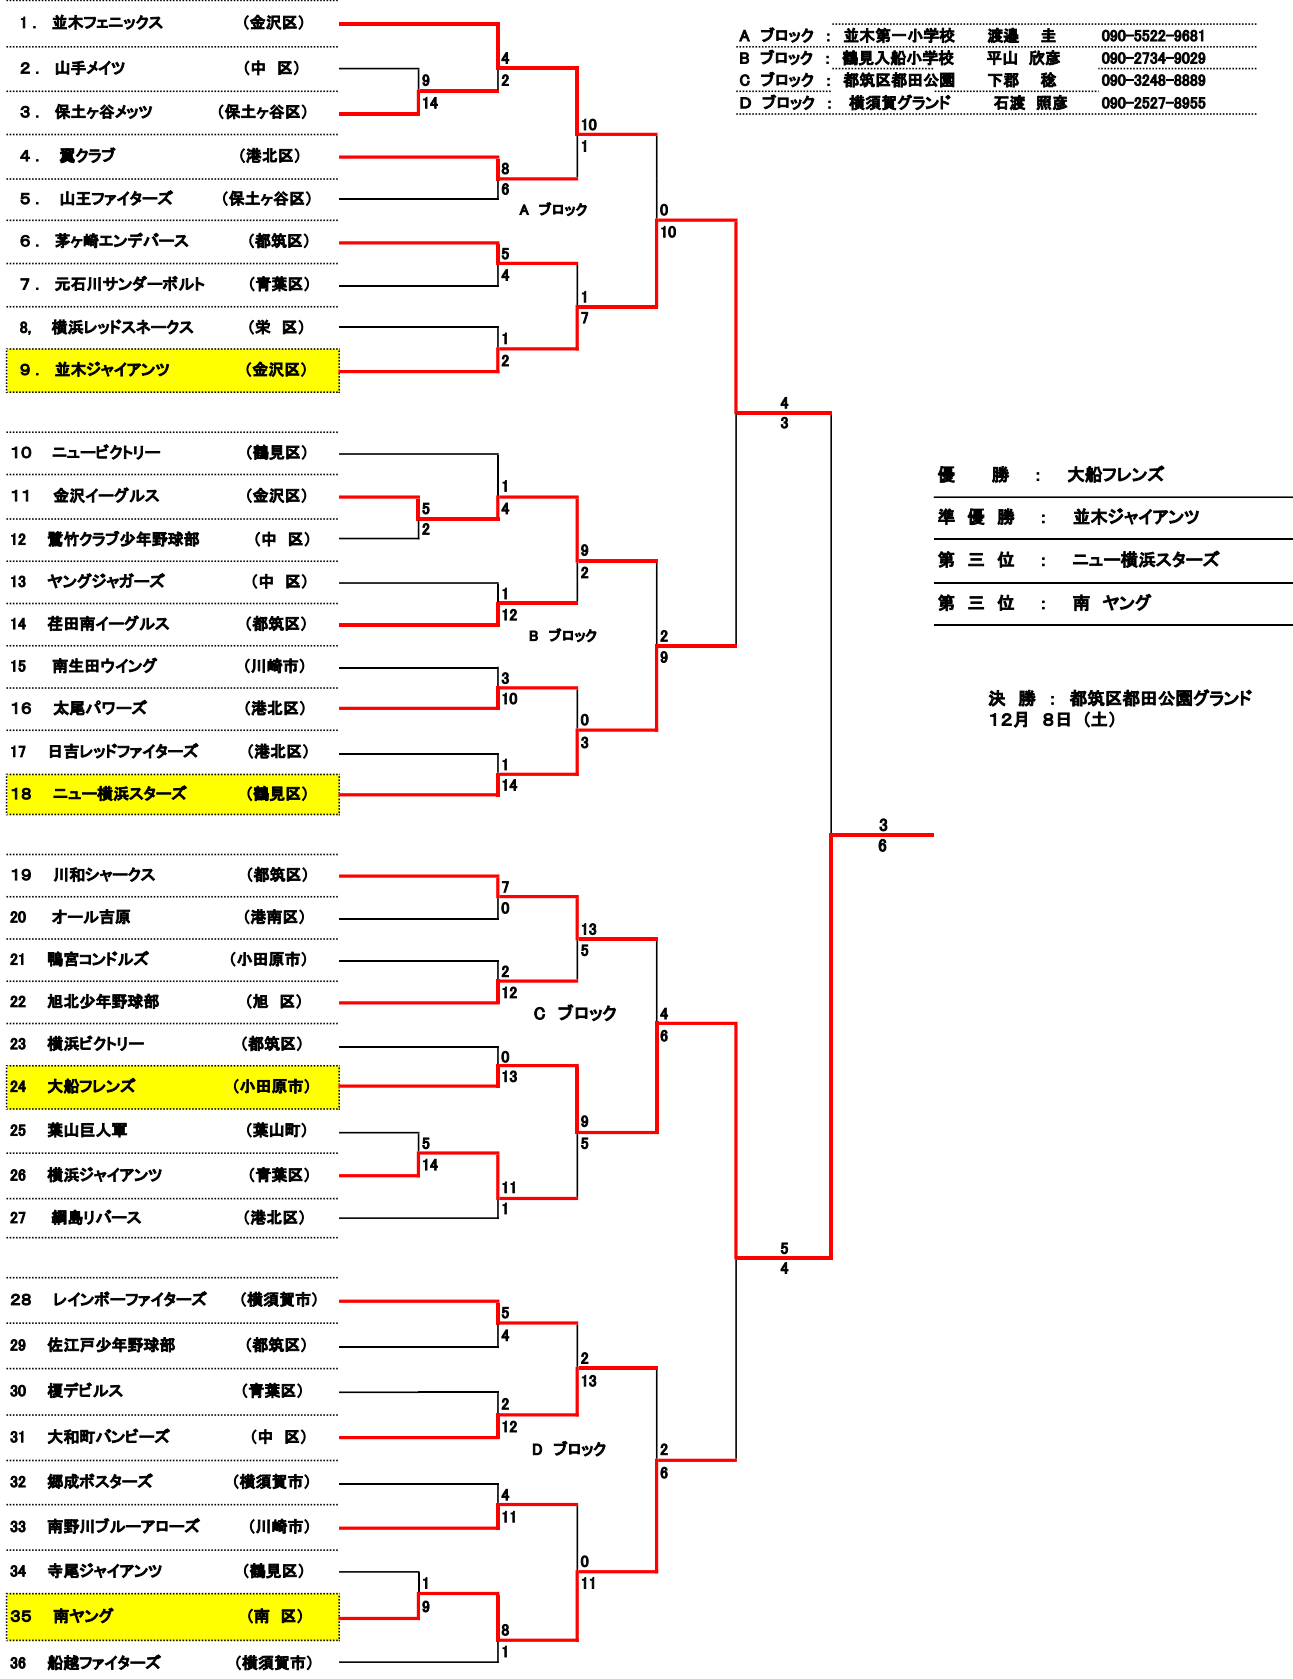 1. 並木フェニックス (金沢区)
2. 山手メイツ (中 区)
3. 保土ヶ谷メッツ (保土ヶ谷区)
4. 翼クラブ (港北区)
5. 山王ファイターズ (保土ヶ谷区)
6. 茅ヶ崎エンデバース (都筑区)
7. 元石川サンダーボルト (青葉区)
8, 横浜レッドスネークス (栄 区)
9. 並木ジャイアンツ (金沢区)
9
14
4
2
8
6
5
4
1
2
10
1
1
7
A ブロック
0
10
10 ニュービクトリー (鶴見区)
11 金沢イーグルス (金沢区)
12 鷺竹クラブ少年野球部 (中 区)
13 ヤングジャガーズ (中 区)
14 荏田南イーグルス (都筑区)
15 南生田ウイング (川崎市)
16 太尾パワーズ (港北区)
17 日吉レッドファイターズ (港北区)
18 ニュー横浜スターズ (鶴見区)
5
2
1
4
1
12
3
10
1
14
9
2
0
3
B ブロック
2
9
4
3
19 川和シャークス (都筑区)
20 オール吉原 (港南区)
21 鴨宮コンドルズ (小田原市)
22 旭北少年野球部 (旭 区)
23 横浜ビクトリー (都筑区)
24 大船フレンズ (小田原市)
25 葉山巨人軍 (葉山町)
26 横浜ジャイアンツ (青葉区)
27 綱島リバース (港北区)
7
0
2
12
0
13
5
14
11
1
13
5
9
5
C ブロック
4
6
28 レインボーファイターズ (横須賀市)
29 佐江戸少年野球部 (都筑区)
30 榎デビルス (青葉区)
31 大和町バンビーズ (中 区)
32 郷成ボスターズ (横須賀市)
33 南野川ブルーアローズ (川崎市)
34 寺尾ジャイアンツ (鶴見区)
35 南ヤング (南 区)
36 船越ファイターズ (横須賀市)
5
4
2
12
4
11
1
9
8
1
2
13
0
11
D ブロック
2
6
5
4
3
6
A ブロック : 並木第一小学校 渡邉 圭 090-5522-9681
B ブロック : 鶴見入船小学校 平山 欣彦 090-2734-9029
C ブロック : 都筑区都田公園 下郡 稔 090-3248-8889
D ブロック : 横須賀グランド 石渡 照彦 090-2527-8955
優 勝 : 大船フレンズ
準 優 勝 : 並木ジャイアンツ
第 三 位 : ニュー横浜スターズ
第 三 位 : 南 ヤング
決 勝 : 都筑区都田公園グランド
12月 8日 (土)